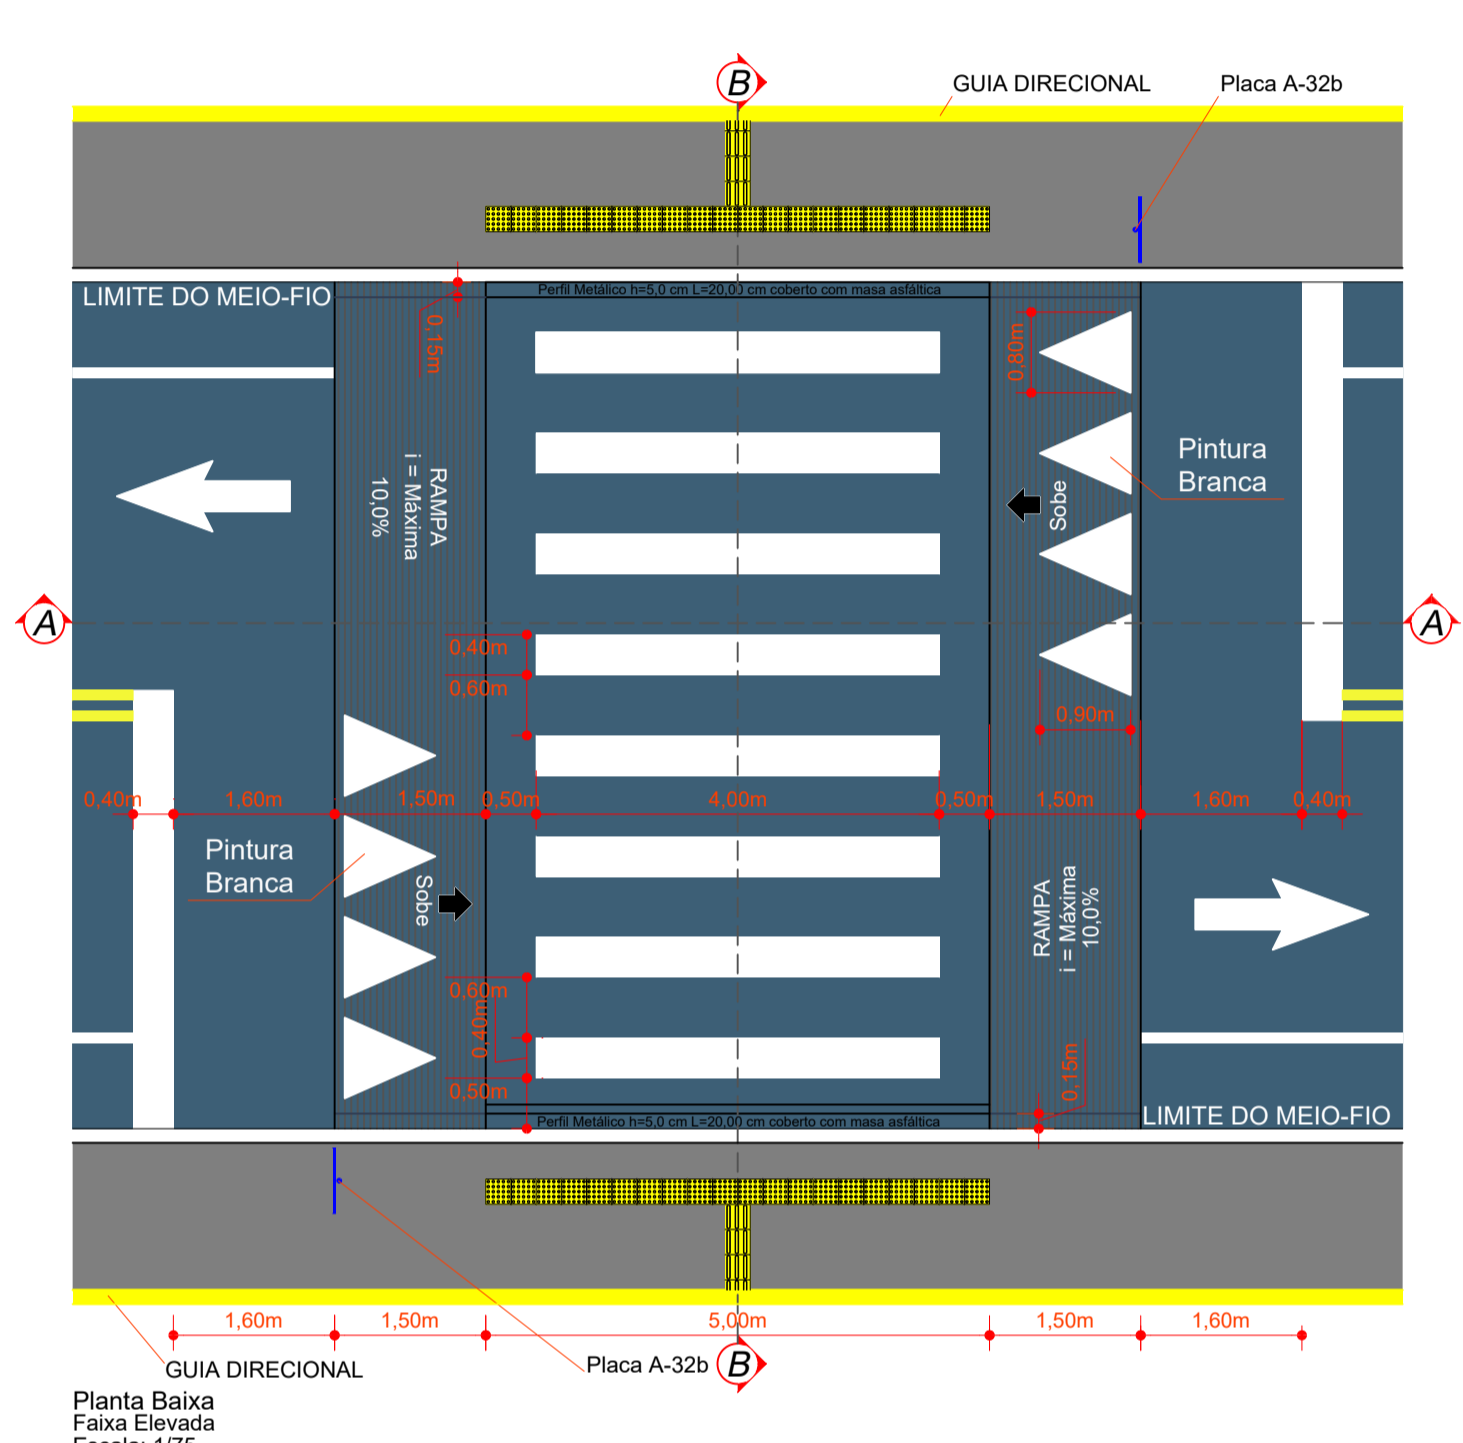 B
GUIA DIRECIONAL
Placa A-32b
LIMITE DO MEIO-FIO
Perfil Metálico h=5,0 cm L=20,00 cm coberto com masa asfáltica
0,15m
0,80m
RAMPA
i = Máxima
10,0%
Pintura
Branca
Sobe
A
A
0,40m
0,60m
0,90m
0,40m
1,60m
1,50m
0,50m
4,00m
0,50m
1,50m
1,60m
0,40m
Pintura
Branca
Sobe
RAMPA
i = Máxima
10,0%
0,60m
0,40m
0,50m
0,15m
Perfil Metálico h=5,0 cm L=20,00 cm coberto com masa asfáltica
LIMITE DO MEIO-FIO
1,60m
1,50m
5,00m
1,50m
1,60m
GUIA DIRECIONAL
Placa A-32b
B
Planta Baixa
Faixa Elevada
Escala: 1/75